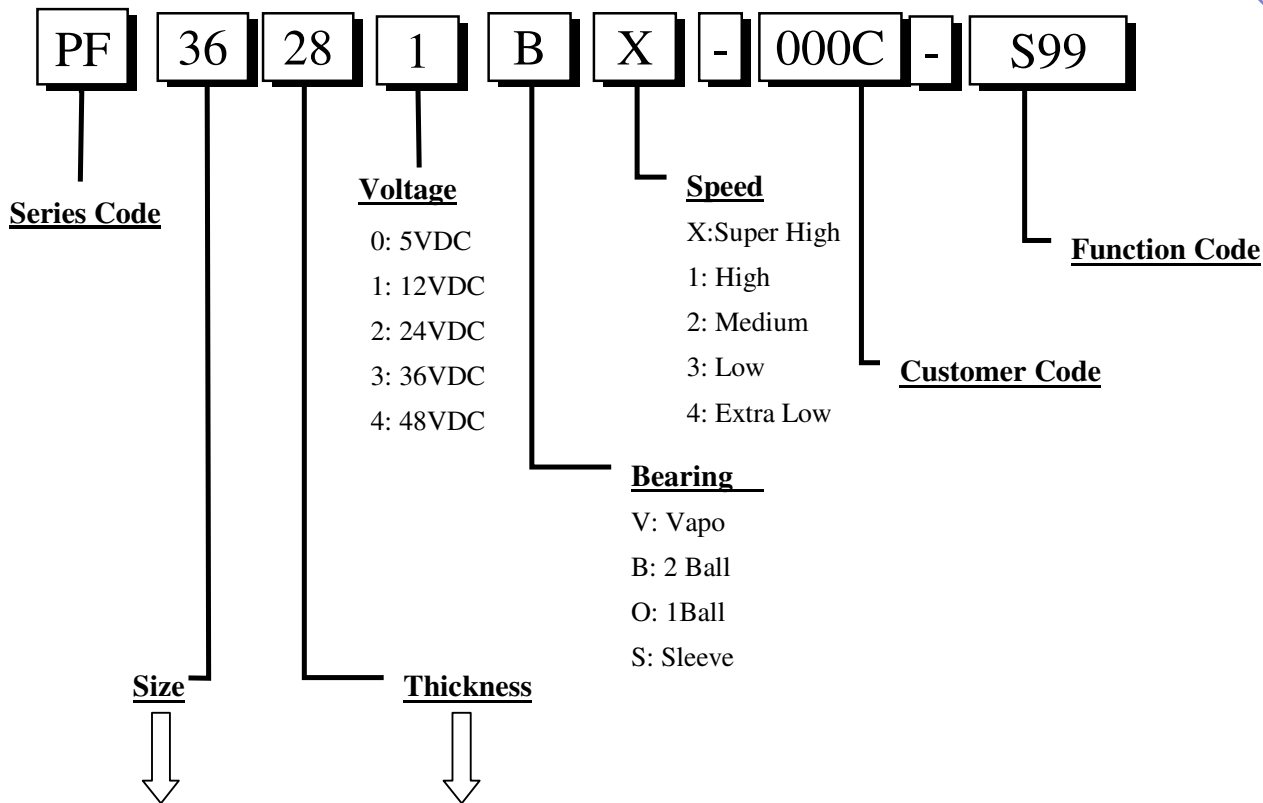 PF 36 28 1 B X - 000C - S99
Series Code
Voltage
0: 5VDC
1: 12VDC
2: 24VDC
3: 36VDC
4: 48VDC
Speed
X:Super High
1: High
2: Medium
3: Low
4: Extra Low
Function Code
Customer Code
Bearing
V: Vapo
B: 2 Ball
O: 1Ball
S: Sleeve
Size
Thickness